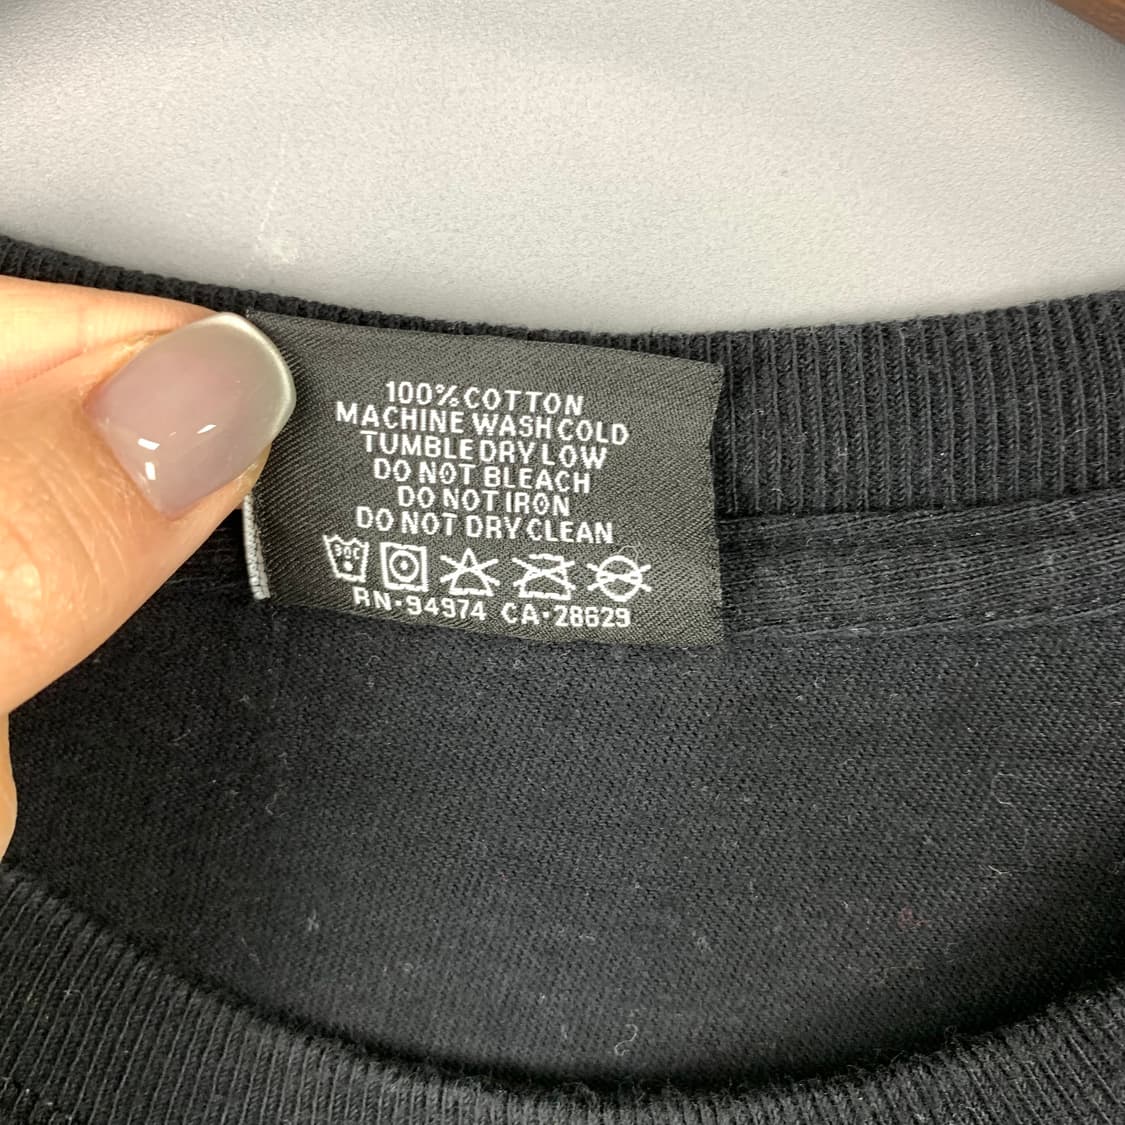 100% COTTON
MACHINE WASH COLD
TUMBLE DRY LOW
DO NOT BLEACH
DO NOT IRON
DO NOT DRY CLEAN
30C
RN·94974 CA·28629